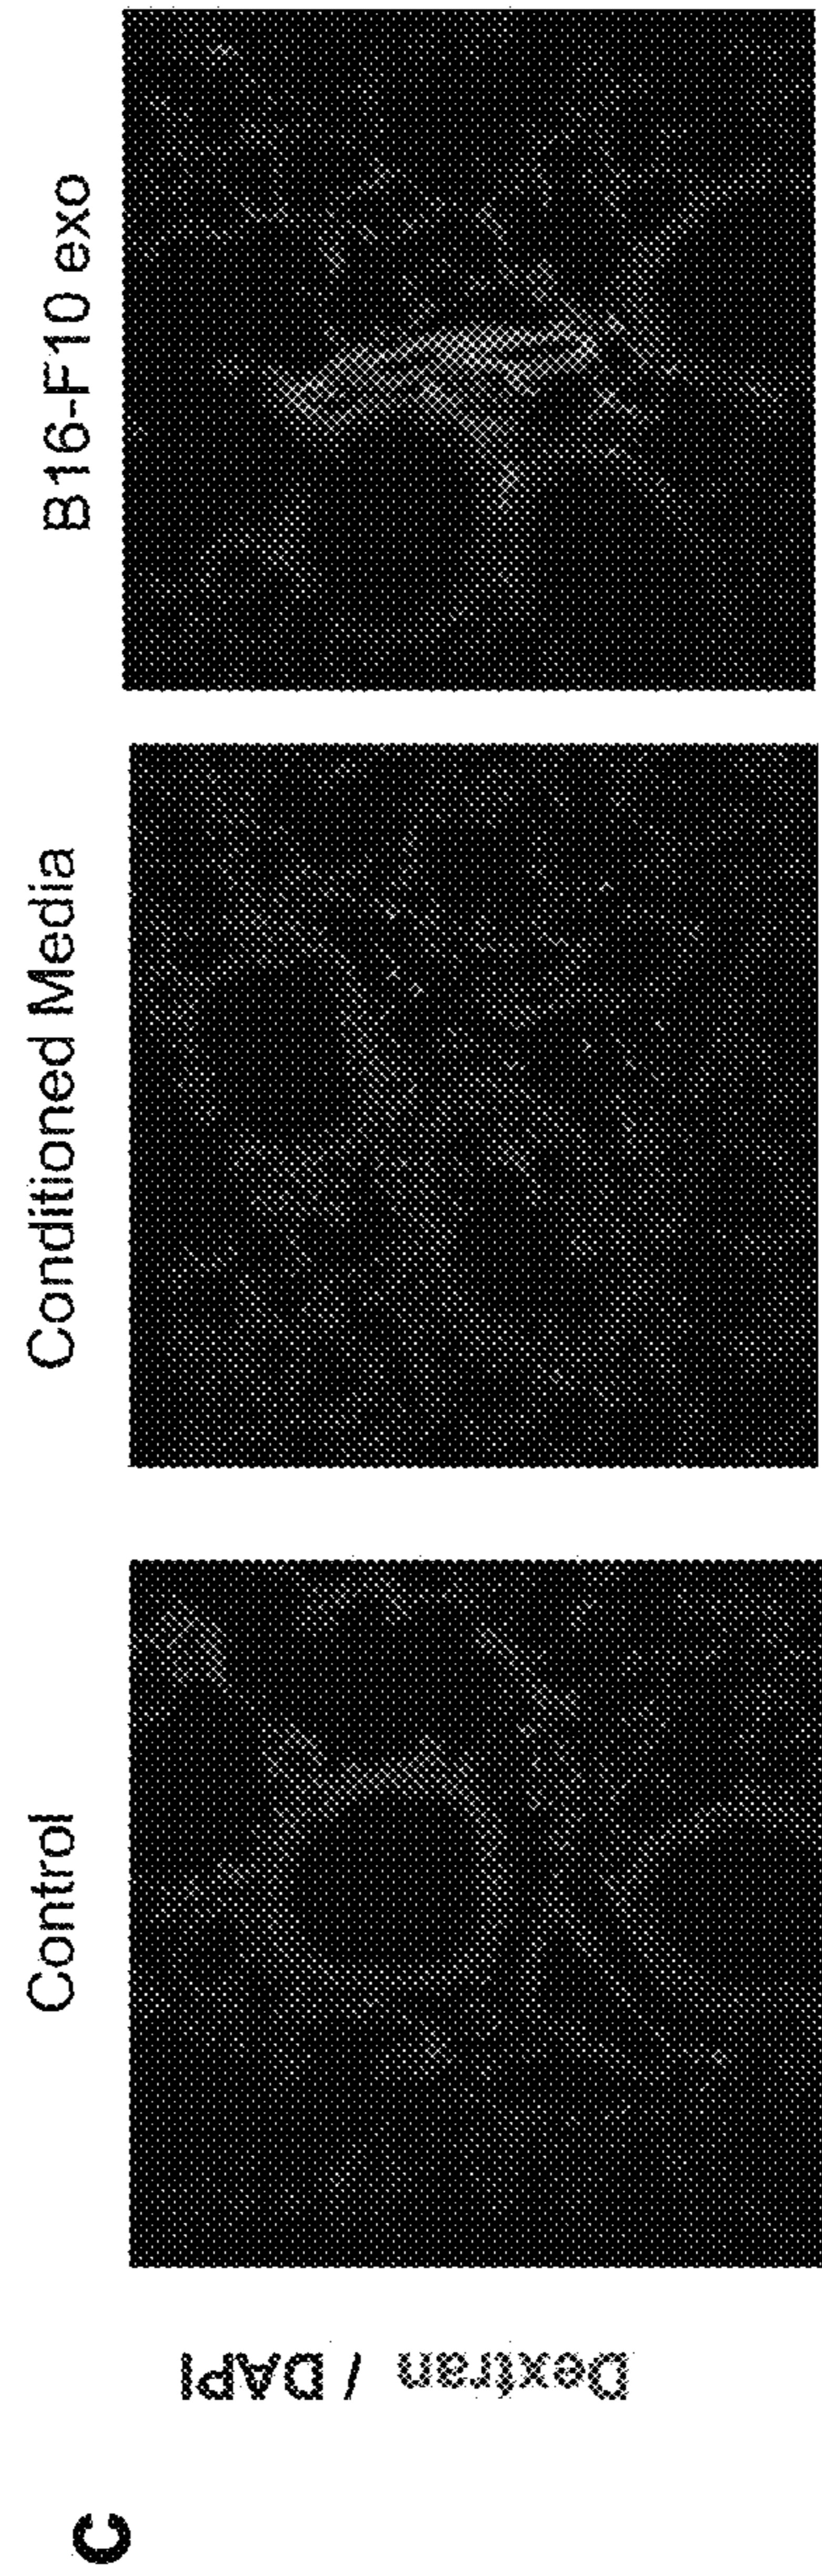 C
Control
Conditioned Media
B16-F10 exo
Dextran / DAPI